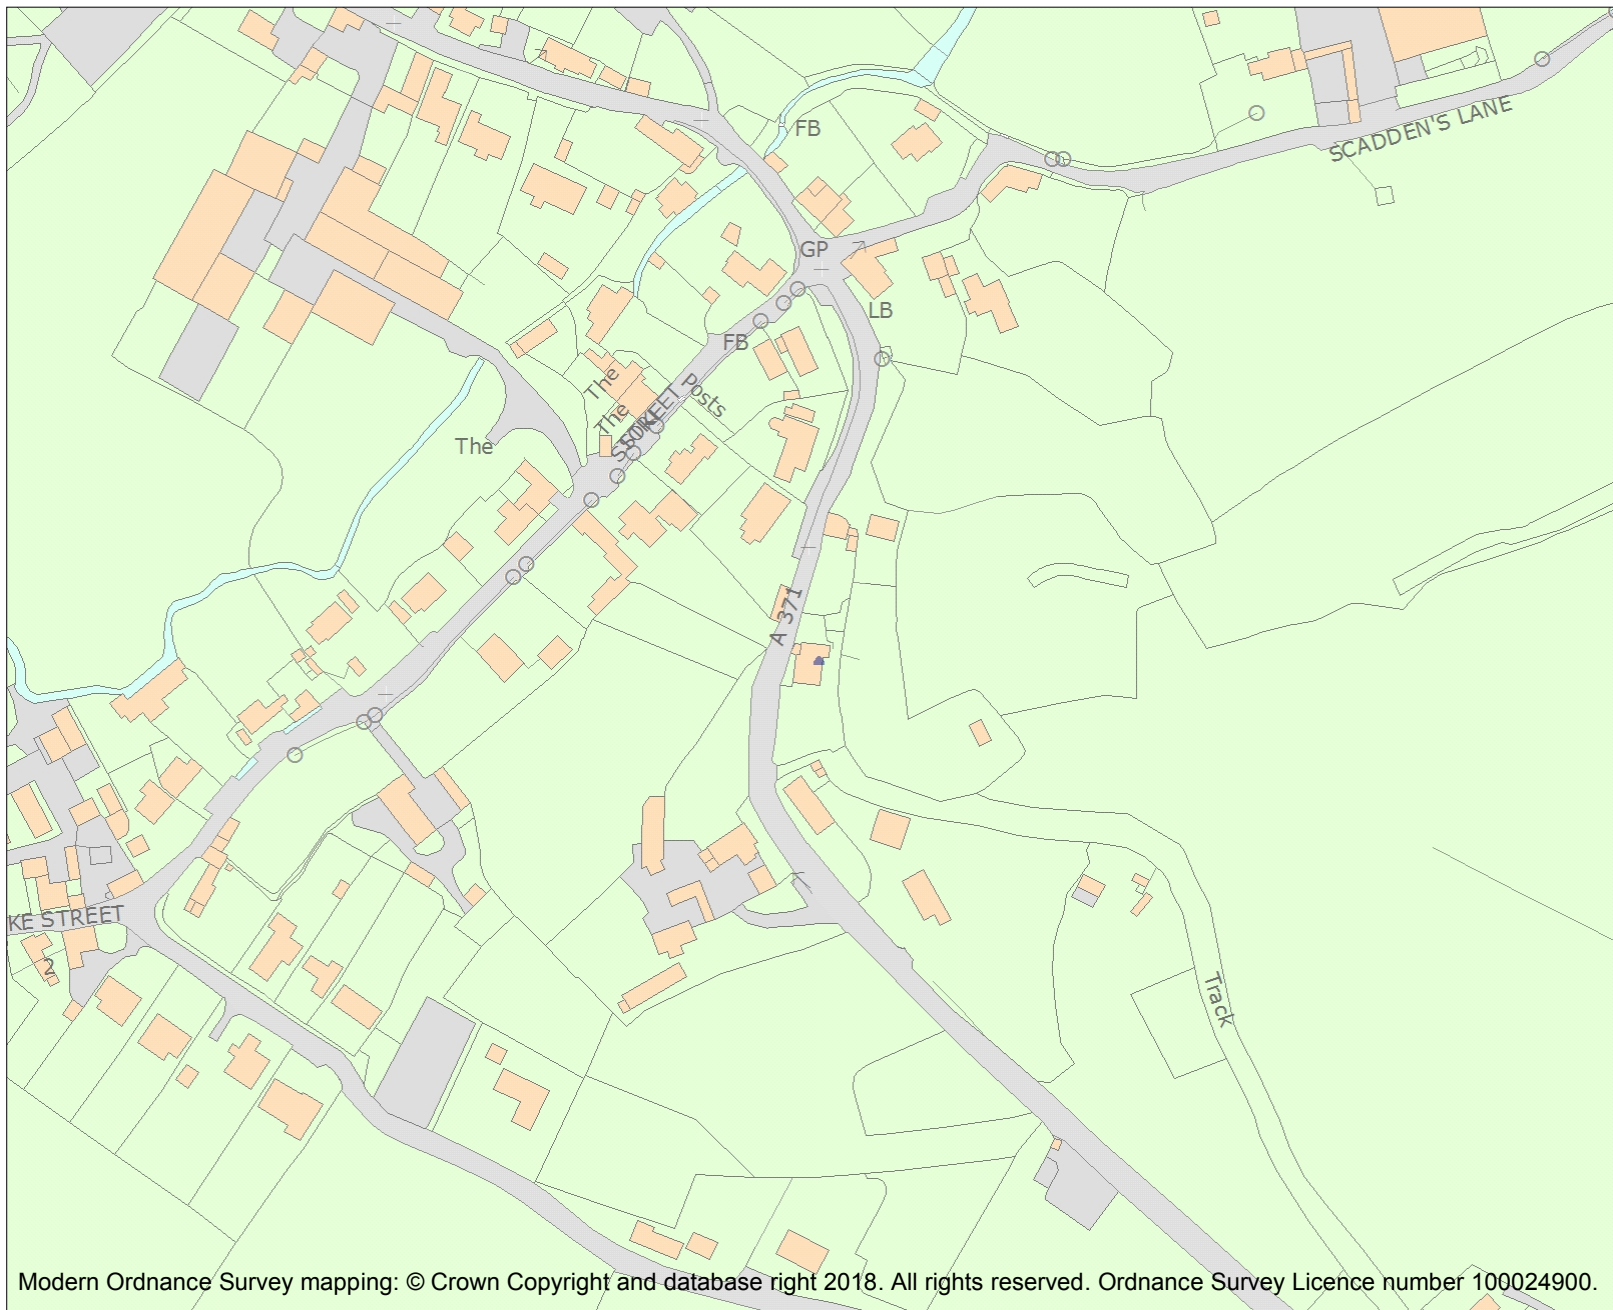 FB
SCADDEN'S LANE
GP
LB
FB
The
Posts
The
STREET
The
A 371
KE STREET
2
Track
Modern Ordnance Survey mapping: © Crown Copyright and database right 2018. All rights reserved. Ordnance Survey Licence number 100024900.